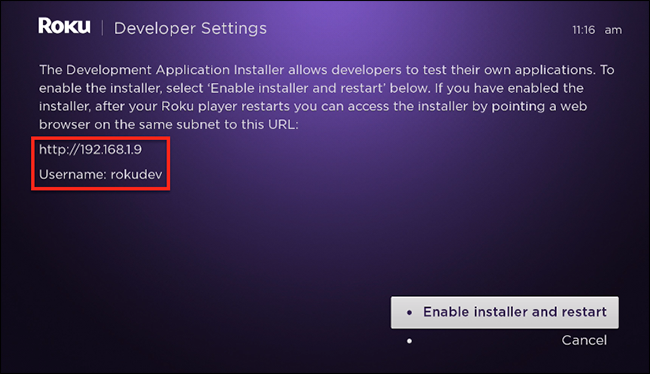 Roku | Developer Settings
11:16 am
The Development Application Installer allows developers to test their own applications. To
enable the installer, select 'Enable installer and restart' below. If you have enabled the
installer, after your Roku player restarts you can access the installer by pointing a web
browser on the same subnet to this URL:
http://192.168.1.9
Username: rokudev
• Enable installer and restart
• Cancel